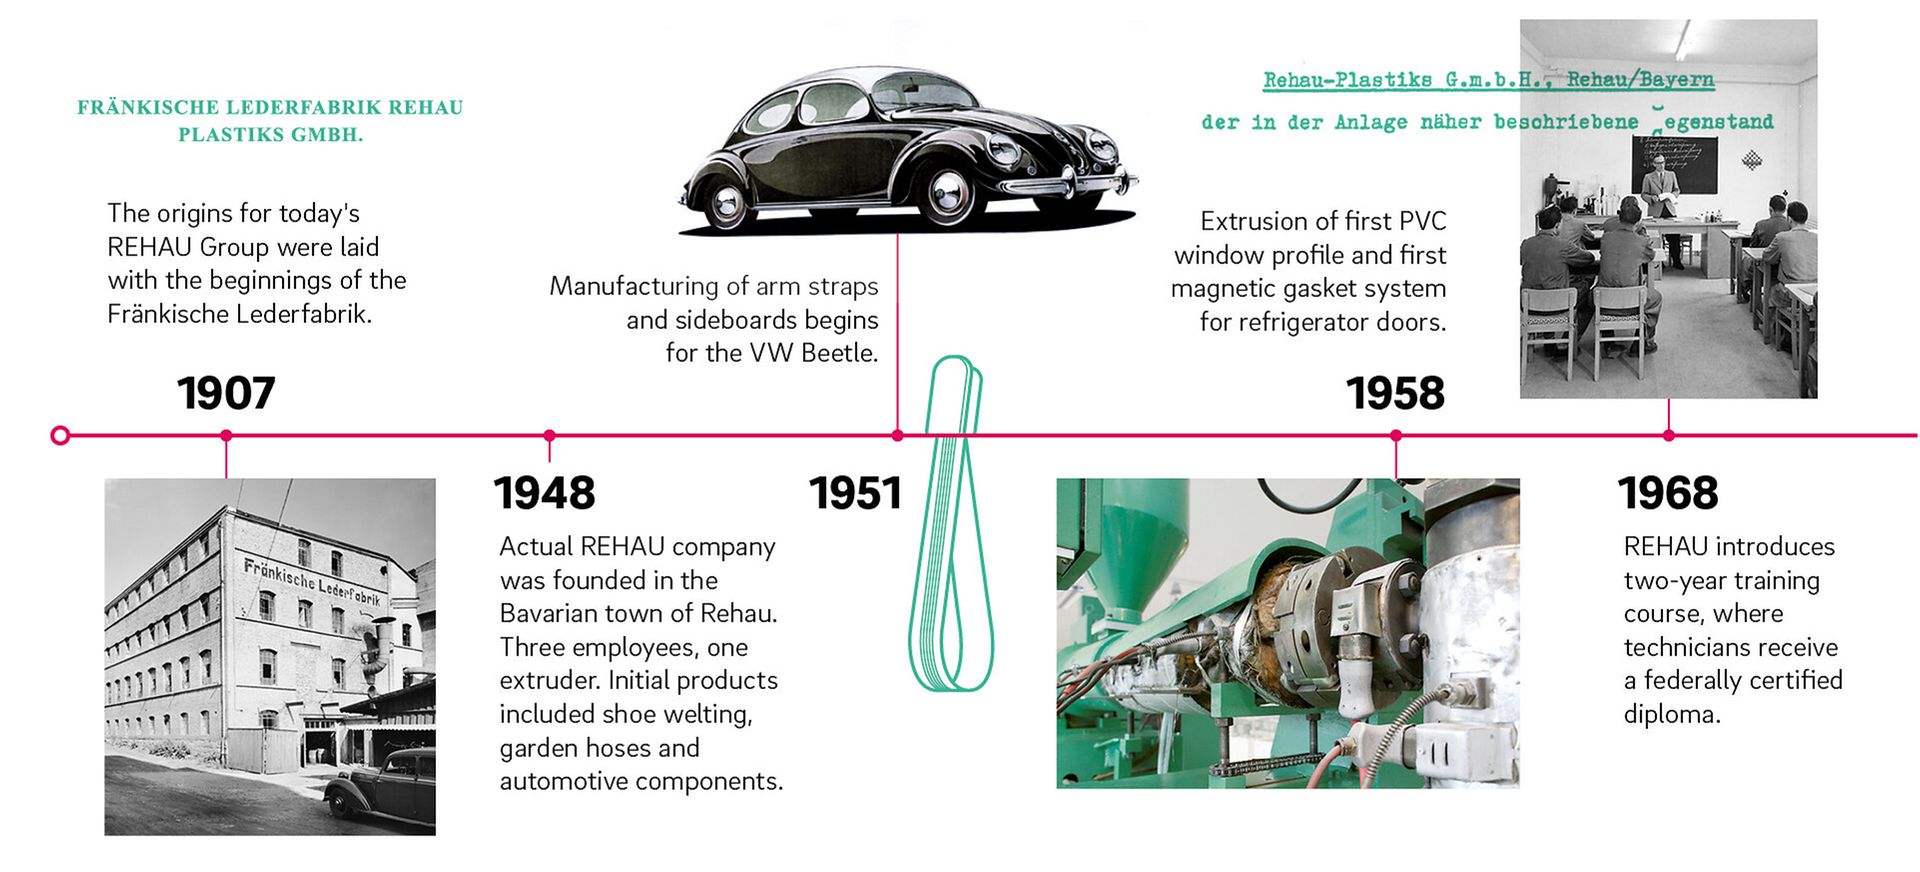 FRÄNKISCHE LEDERFABRIK REHAU
PLASTIKS GMBH.
The origins for today's
REHAU Group were laid
with the beginnings of the
Fränkische Lederfabrik.
1907
Fränkische Lederfabrik
1948
Actual REHAU company
was founded in the
Bavarian town of Rehau.
Three employees, one
extruder. Initial products
included shoe welting,
garden hoses and
automotive components.
Manufacturing of arm straps
and sideboards begins
for the VW Beetle.
1951
Rehau-Plastiks G.m.b.H., Rehau/Bayern
der in der Anlage näher beschriebene Gegenstand
Extrusion of first PVC
window profile and first
magnetic gasket system
for refrigerator doors.
1958
1968
REHAU introduces
two-year training
course, where
technicians receive
a federally certified
diploma.